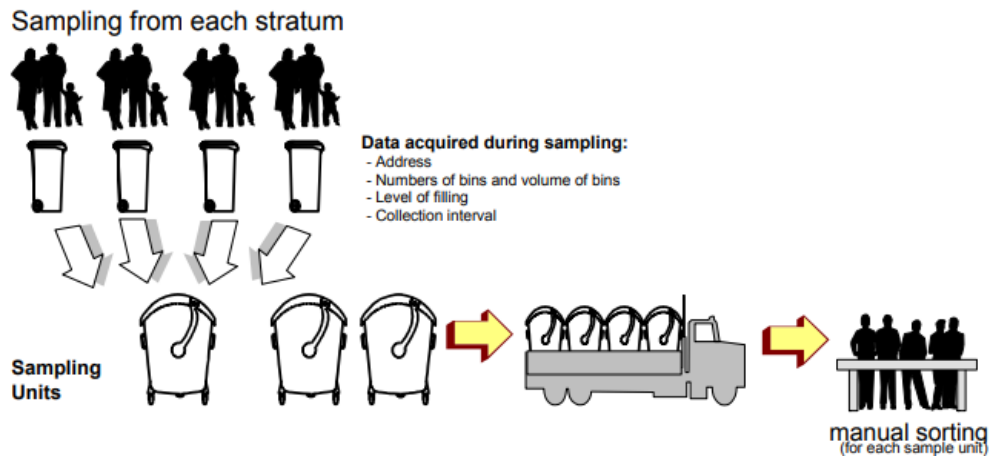 Sampling from each stratum
Data acquired during sampling:
- Address
- Numbers of bins and volume of bins
- Level of filling
- Collection interval
Sampling
Units
manual sorting
(for each sample unit)